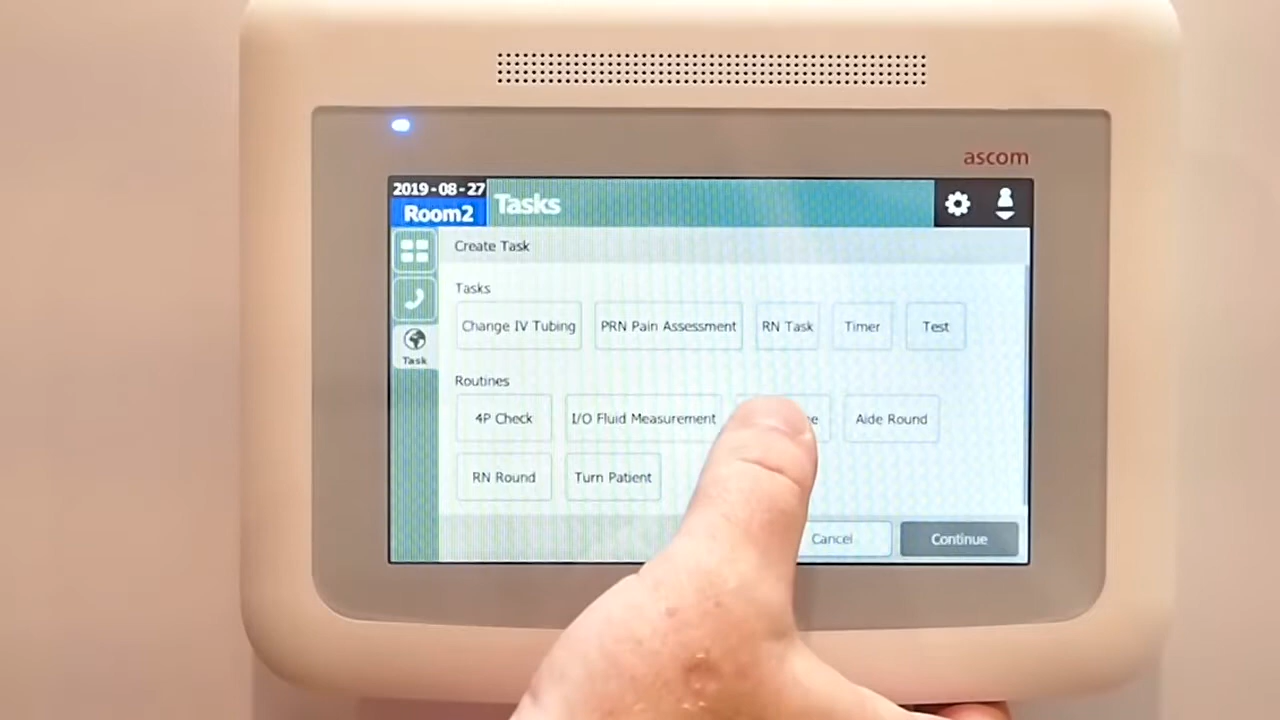 ascom
2019-08-27
Room2
Tasks
Create Task
Tasks
Change IV Tubing PRN Pain Assessment RN Task Timer Test
Routines
4P Check I/O Fluid Measurement Aide Round
RN Round Turn Patient
Task
Cancel Continue